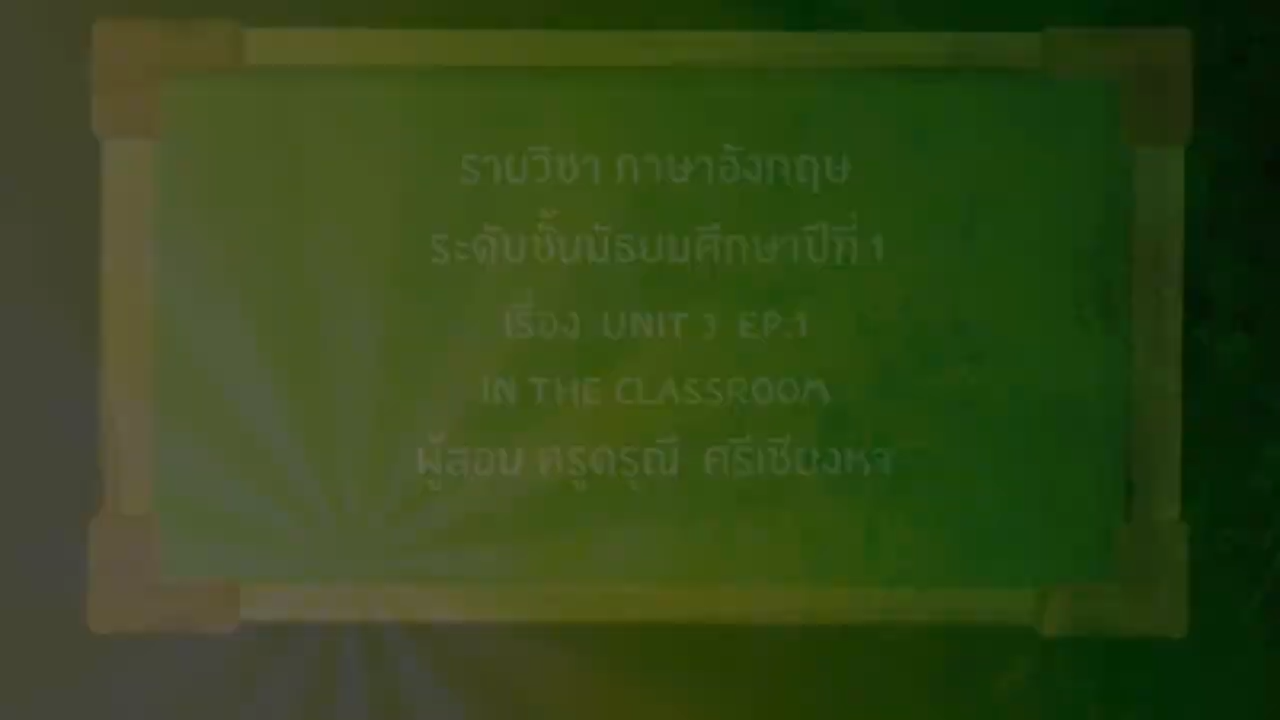 รายวิชา ภาษาอังกฤษ
ระดับชั้นมัธยมศึกษาปีที่ 1
เรื่อง UNIT EP.1
IN THE CLASSROOM
ผู้สอน ครูดรุณี ศรีเชียงหา